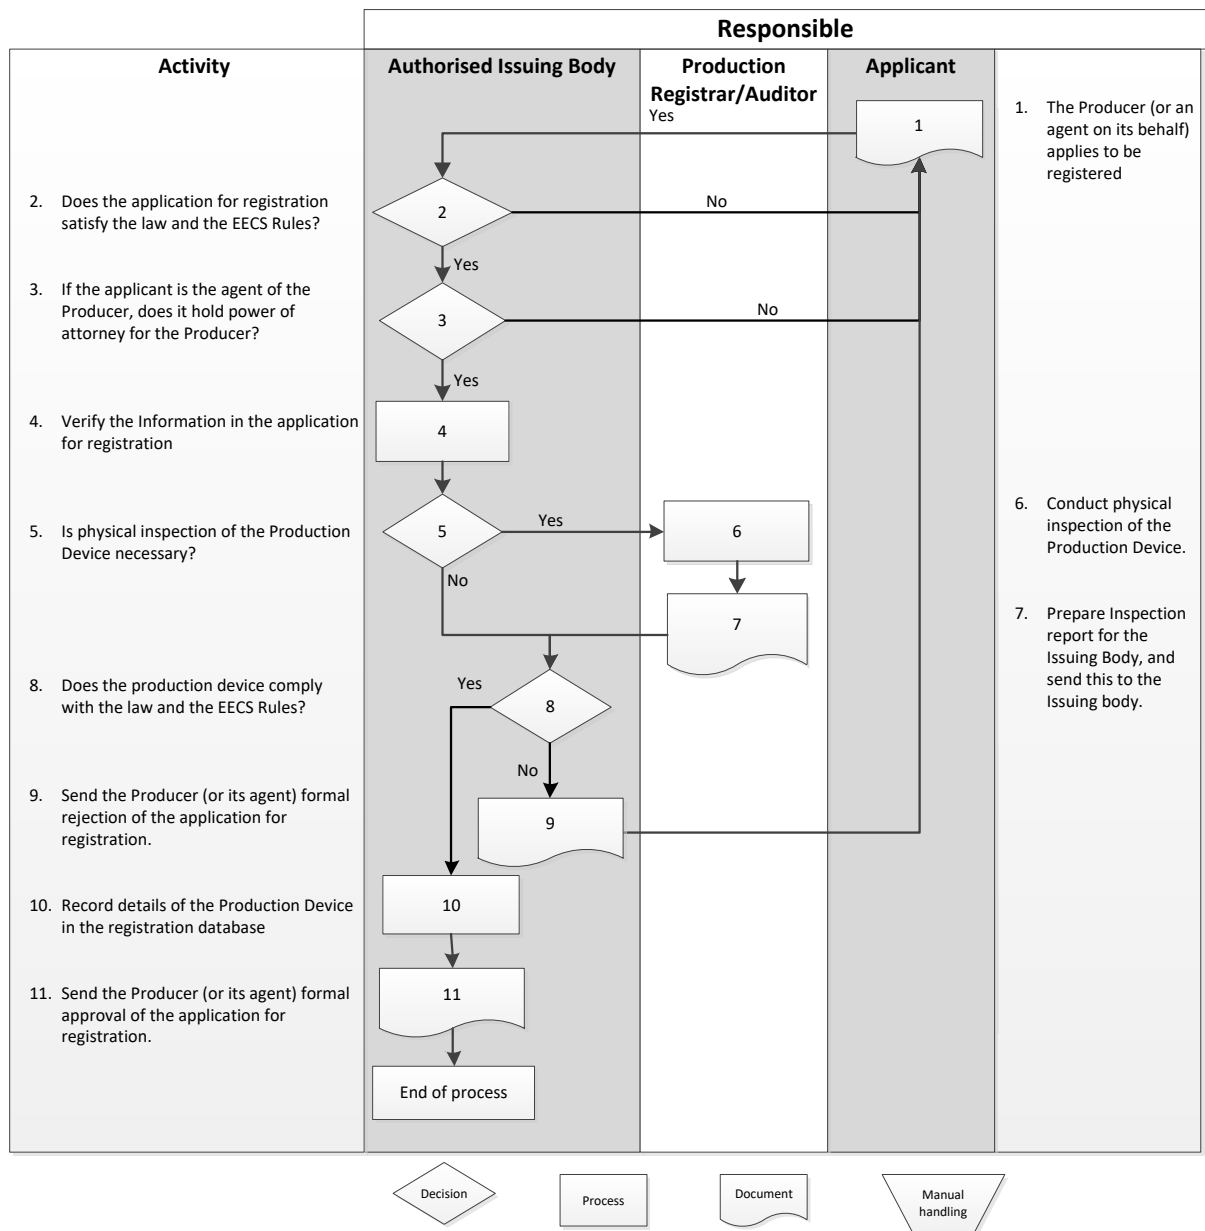 Responsible
Activity
Authorised Issuing Body
Production
Registrar/Auditor
Applicant
Yes
1
1. The Producer (or an
agent on its behalf)
applies to be
registered
2. Does the application for registration
satisfy the law and the EECS Rules?
2
No
Yes
3. If the applicant is the agent of the
Producer, does it hold power of
attorney for the Producer?
3
No
Yes
4. Verify the Information in the application
for registration
4
5. Is physical inspection of the Production
Device necessary?
5
Yes
No
6
6. Conduct physical
inspection of the
Production Device.
7
7. Prepare Inspection
report for the
Issuing Body, and
send this to the
Issuing body.
8. Does the production device comply
with the law and the EECS Rules?
Yes
8
No
9. Send the Producer (or its agent) formal
rejection of the application for
registration.
9
10. Record details of the Production Device
in the registration database
10
11. Send the Producer (or its agent) formal
approval of the application for
registration.
11
End of process
Decision
Process
Document
Manual
handling